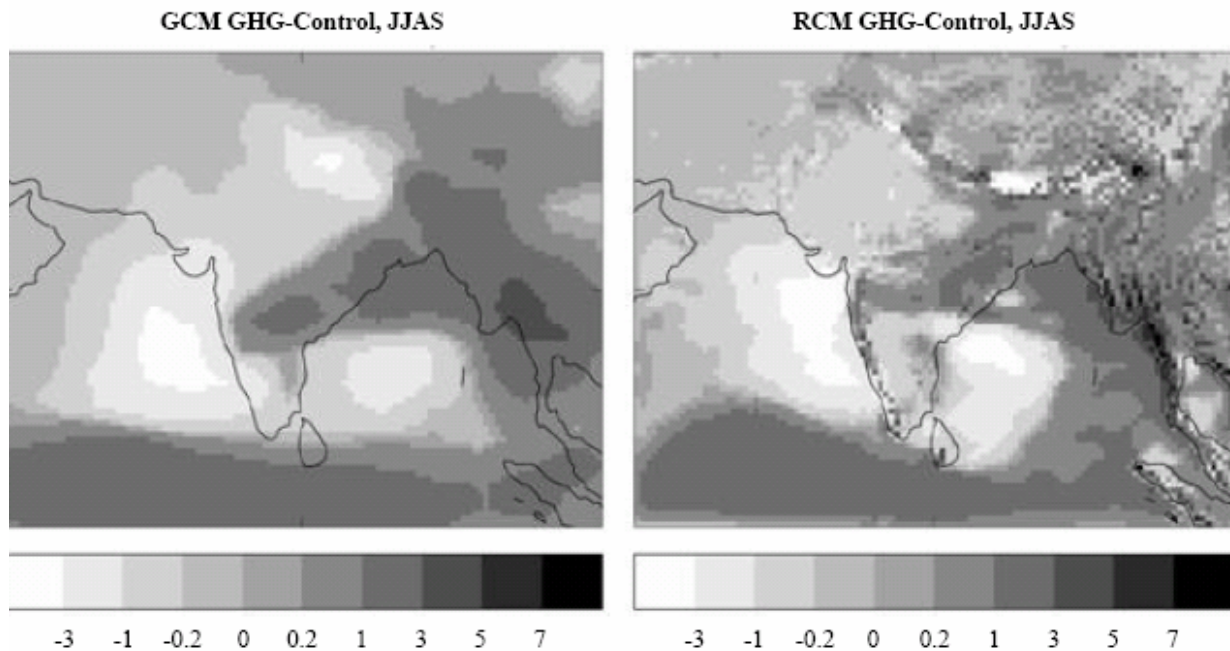 GCM GHG-Control, JJAS
RCM GHG-Control, JJAS
-3 -1 -0.2 0 0.2 1 3 5 7
-3 -1 -0.2 0 0.2 1 3 5 7